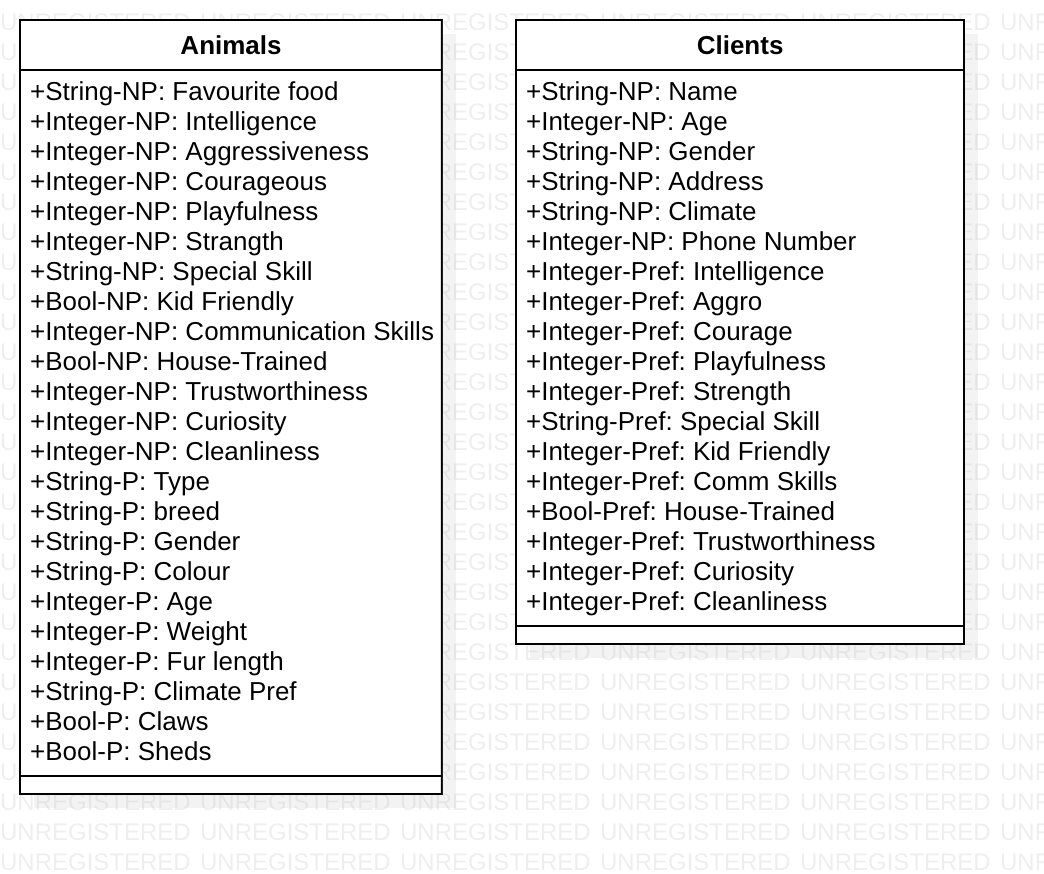 Animals
+String-NP: Favourite food
+Integer-NP: Intelligence
+Integer-NP: Aggressiveness
+Integer-NP: Courageous
+Integer-NP: Playfulness
+Integer-NP: Strangth
+String-NP: Special Skill
+Bool-NP: Kid Friendly
+Integer-NP: Communication Skills
+Bool-NP: House-Trained
+Integer-NP: Trustworthiness
+Integer-NP: Curiosity
+Integer-NP: Cleanliness
+String-P: Type
+String-P: breed
+String-P: Gender
+String-P: Colour
+Integer-P: Age
+Integer-P: Weight
+Integer-P: Fur length
+String-P: Climate Pref
+Bool-P: Claws
+Bool-P: Sheds
Clients
+String-NP: Name
+Integer-NP: Age
+String-NP: Gender
+String-NP: Address
+String-NP: Climate
+Integer-NP: Phone Number
+Integer-Pref: Intelligence
+Integer-Pref: Aggro
+Integer-Pref: Courage
+Integer-Pref: Playfulness
+Integer-Pref: Strength
+String-Pref: Special Skill
+Integer-Pref: Kid Friendly
+Integer-Pref: Comm Skills
+Bool-Pref: House-Trained
+Integer-Pref: Trustworthiness
+Integer-Pref: Curiosity
+Integer-Pref: Cleanliness
UNREGISTERED UNREGISTERED UNREGISTERED UNREGISTERED UNREGISTERED